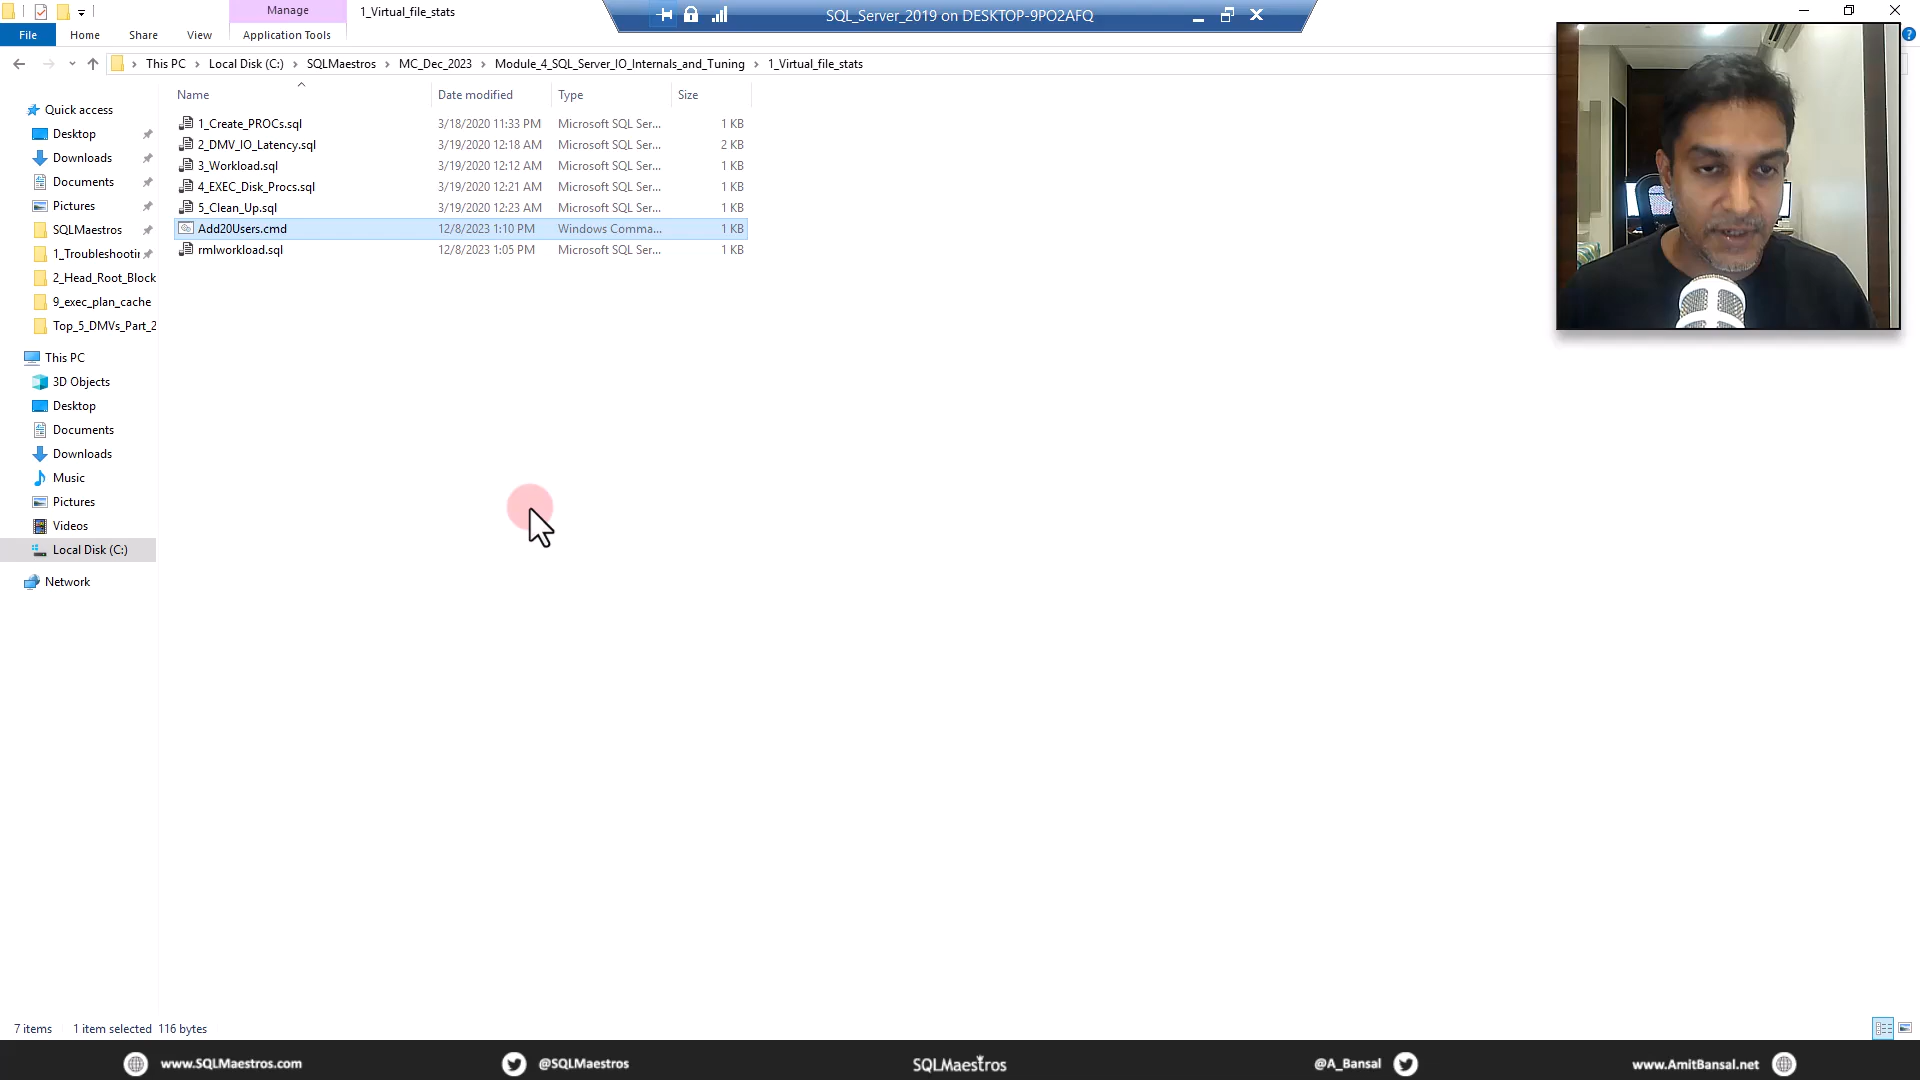 Manage
1_Virtual_file_stats
SQL_Server_2019 on DESKTOP-9PO2AFQ
File
Home
Share
View
Application Tools
This PC
Local Disk (C:)
SQLMaestros
MC_Dec_2023
Module_4_SQL_Server_IO_Internals_and_Tuning
1_Virtual_file_stats
Name
Date modified
Type
Size
1_Create_PROCs.sql 3/18/2020 11:33 PM Microsoft SQL Ser... 1 KB
2_DMV_IO_Latency.sql 3/19/2020 12:18 AM Microsoft SQL Ser... 2 KB
3_Workload.sql 3/19/2020 12:12 AM Microsoft SQL Ser... 1 KB
4_EXEC_Disk_Procs.sql 3/19/2020 12:21 AM Microsoft SQL Ser... 1 KB
5_Clean_Up.sql 3/19/2020 12:23 AM Microsoft SQL Ser... 1 KB
Add20Users.cmd 12/8/2023 1:10 PM Windows Comma... 1 KB
rmlworkload.sql 12/8/2023 1:05 PM Microsoft SQL Ser... 1 KB
Quick access
Desktop
Downloads
Documents
Pictures
SQLMaestros
1_Troubleshootir
2_Head_Root_Block
9_exec_plan_cache
Top_5_DMVs_Part_2
This PC
3D Objects
Desktop
Documents
Downloads
Music
Pictures
Videos
Local Disk (C:)
Network
7 items
1 item selected 116 bytes
www.SQLMaestros.com
@SQLMaestros
SQLMaestros
@A_Bansal
www.AmitBansal.net